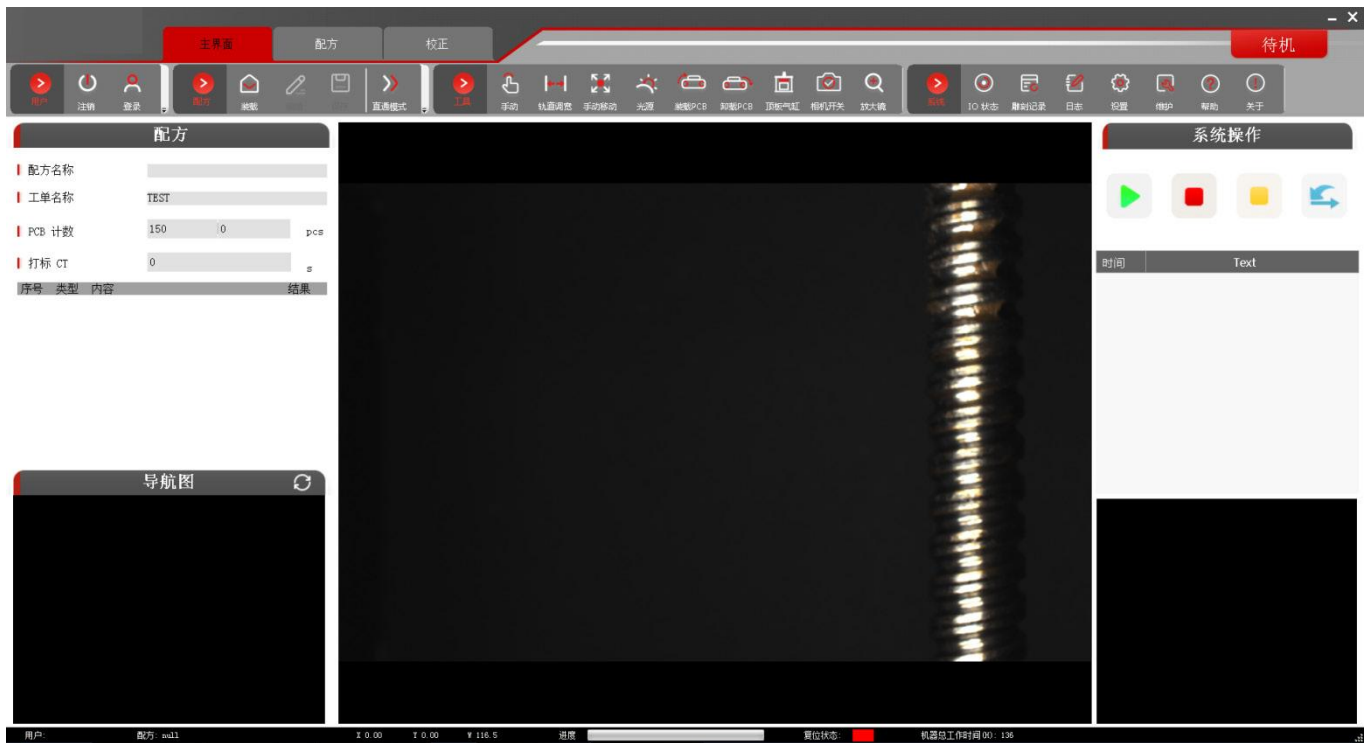 主界面 配方 校正
待机
用户 注销 登录 配方 装载 直通模式 工具 手动 轨道调宽 手动移动 光源 装载PCB 卸载PCB 顶板气缸 相机开关 放大镜 系统 IO 状态 雕刻记录 日志 设置 维护 帮助 关于
配方
配方名称
工单名称 TEST
PCB 计数 150 0 pcs
打标 CT 0 s
序号 类型 内容 结果
导航图
系统操作
时间 Text
用户: 配方: null X 0.00 Y 0.00 W 116.5 进度 复位状态: 机器总工作时间(H): 136